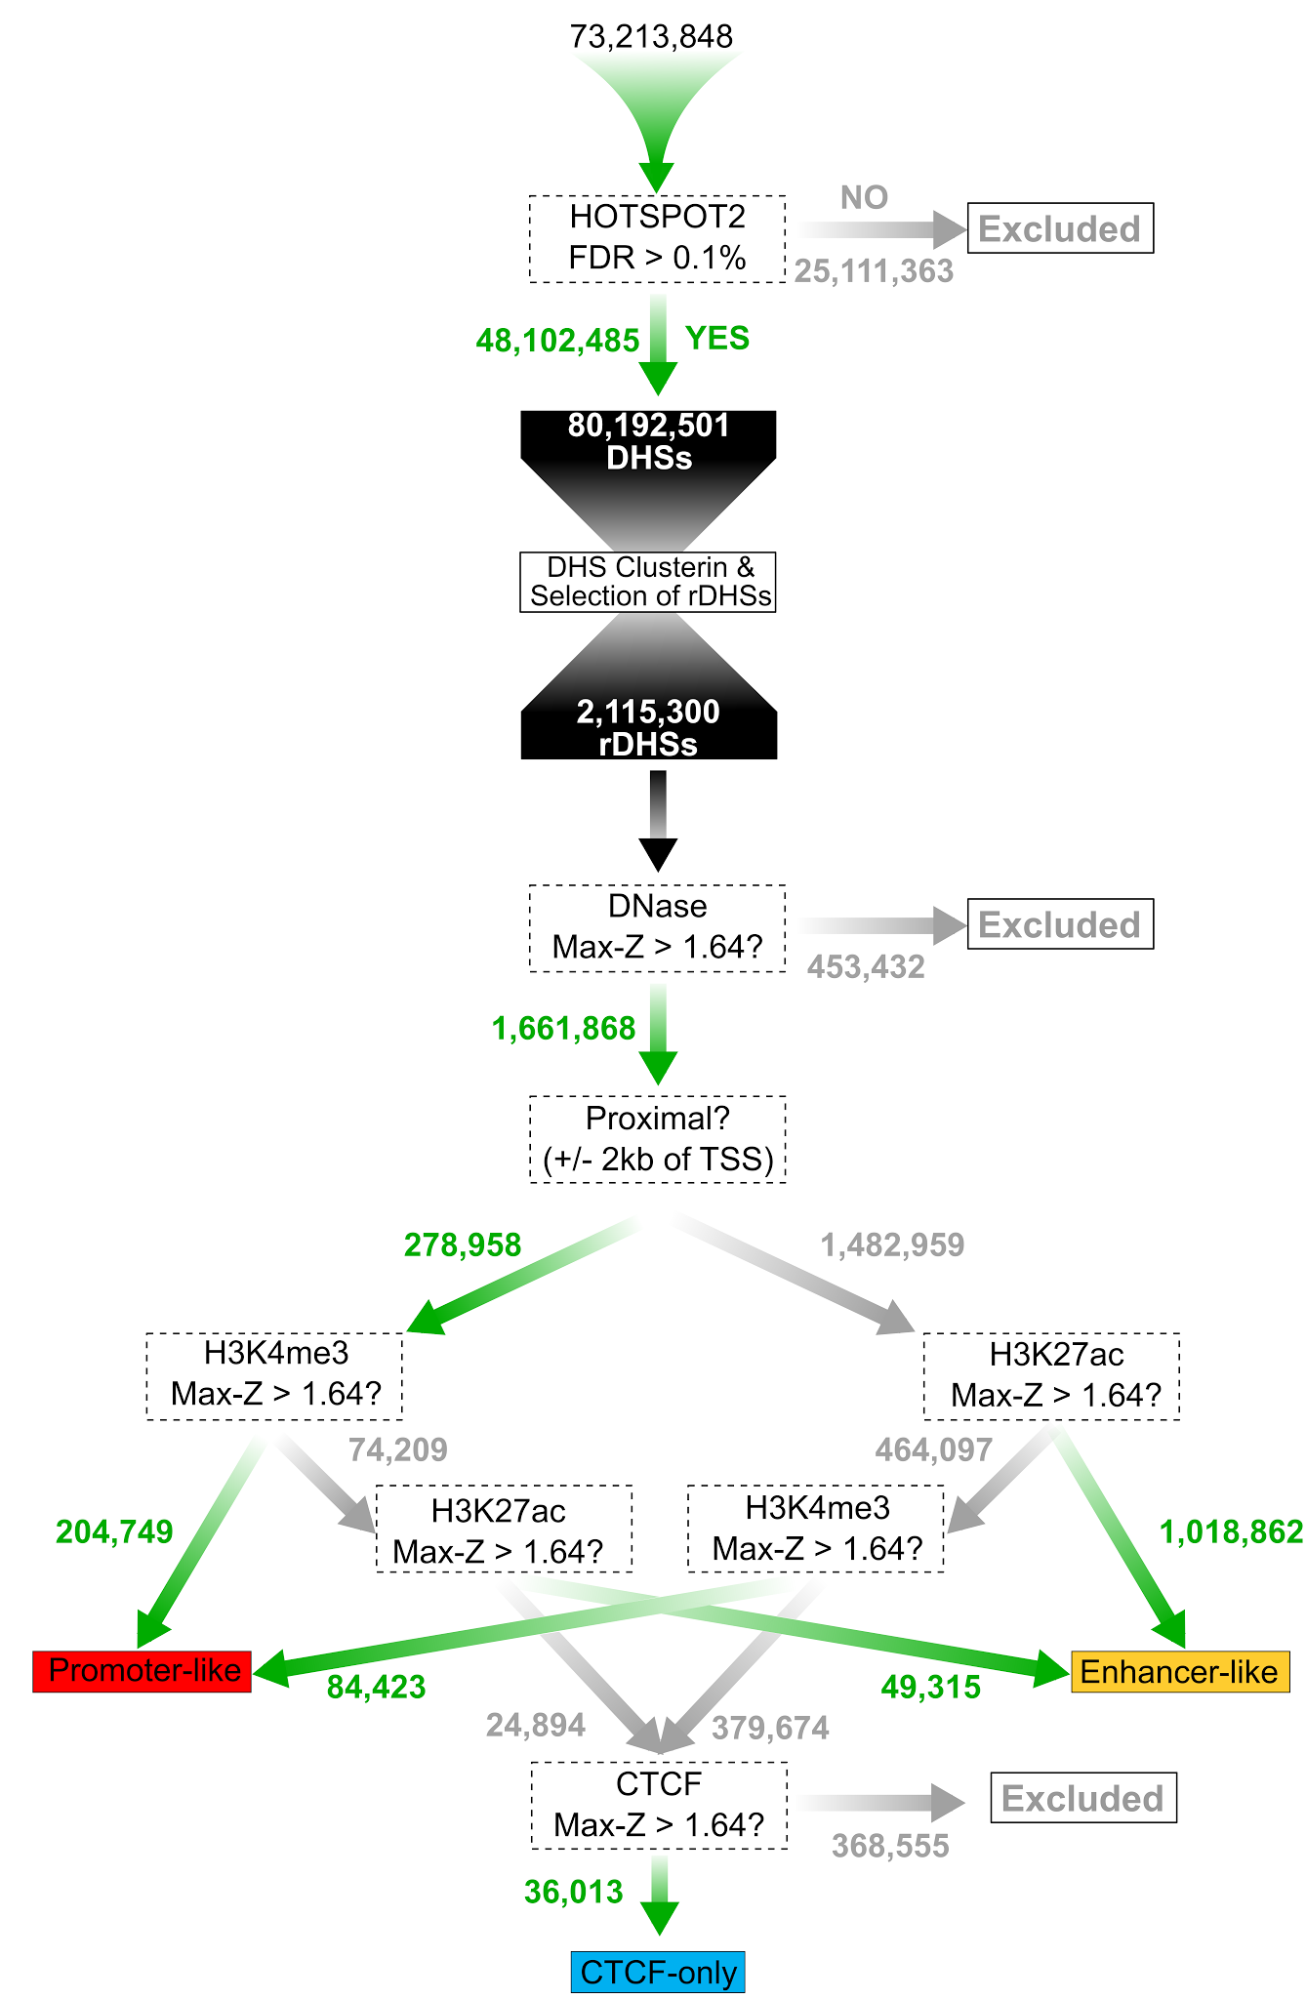 73,213,848
HOTSPOT2
FDR > 0.1%
NO
25,111,363
Excluded
48,102,485
YES
80,192,501
DHSs
DHS Clusterin &
Selection of rDHSs
2,115,300
rDHSs
DNase
Max-Z > 1.64?
453,432
Excluded
1,661,868
Proximal?
(+/- 2kb of TSS)
278,958
1,482,959
H3K4me3
Max-Z > 1.64?
H3K27ac
Max-Z > 1.64?
74,209
464,097
204,749
H3K27ac
Max-Z > 1.64?
H3K4me3
Max-Z > 1.64?
1,018,862
Promoter-like
84,423
49,315
Enhancer-like
24,894
379,674
CTCF
Max-Z > 1.64?
368,555
Excluded
36,013
CTCF-only